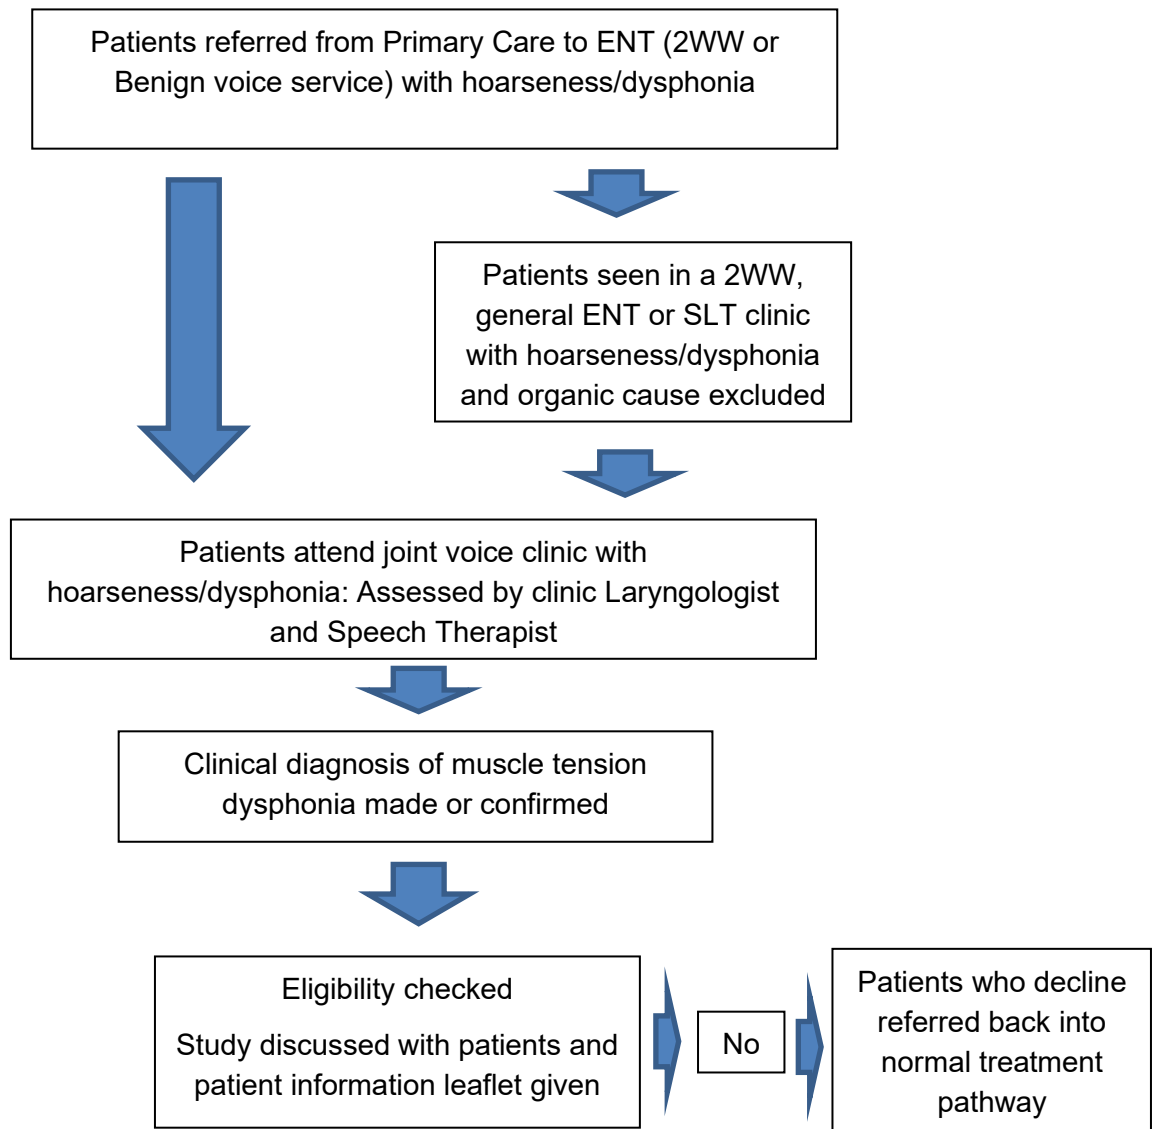 Patients referred from Primary Care to ENT (2WW or
Benign voice service) with hoarseness/dysphonia
Patients seen in a 2WW,
general ENT or SLT clinic
with hoarseness/dysphonia
and organic cause excluded
Patients attend joint voice clinic with
hoarseness/dysphonia: Assessed by clinic Laryngologist
and Speech Therapist
Clinical diagnosis of muscle tension
dysphonia made or confirmed
Eligibility checked
Study discussed with patients and
patient information leaflet given
No
Patients who decline
referred back into
normal treatment
pathway